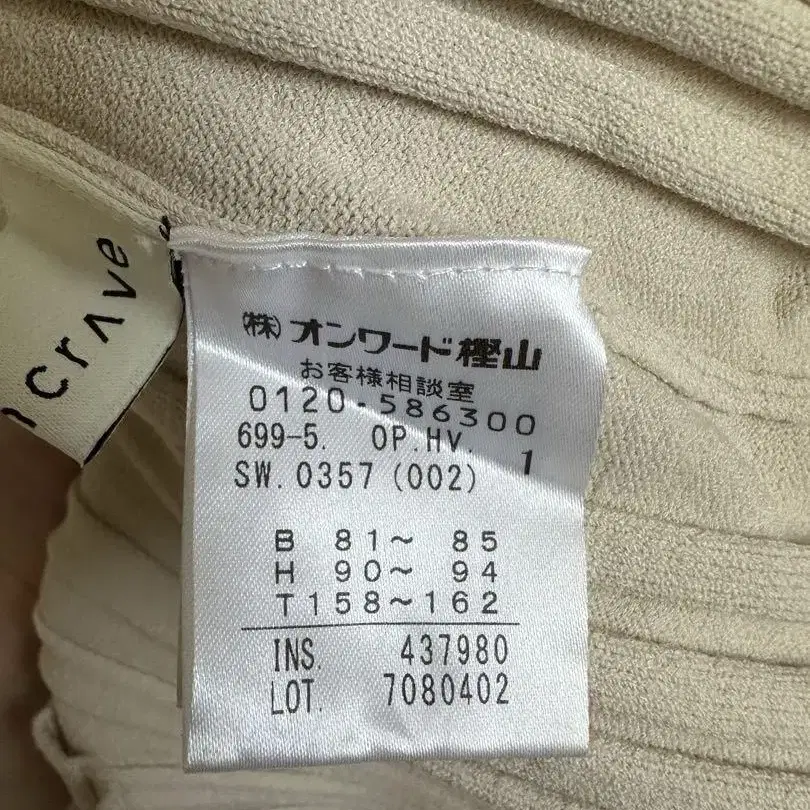 crave
(株)オンワード樫山
お客様相談室
0120-586300
699-5. OP.HV. 1
SW.0357(002)
B 81～ 85
H 90～ 94
T158～162
INS. 437980
LOT. 7080402